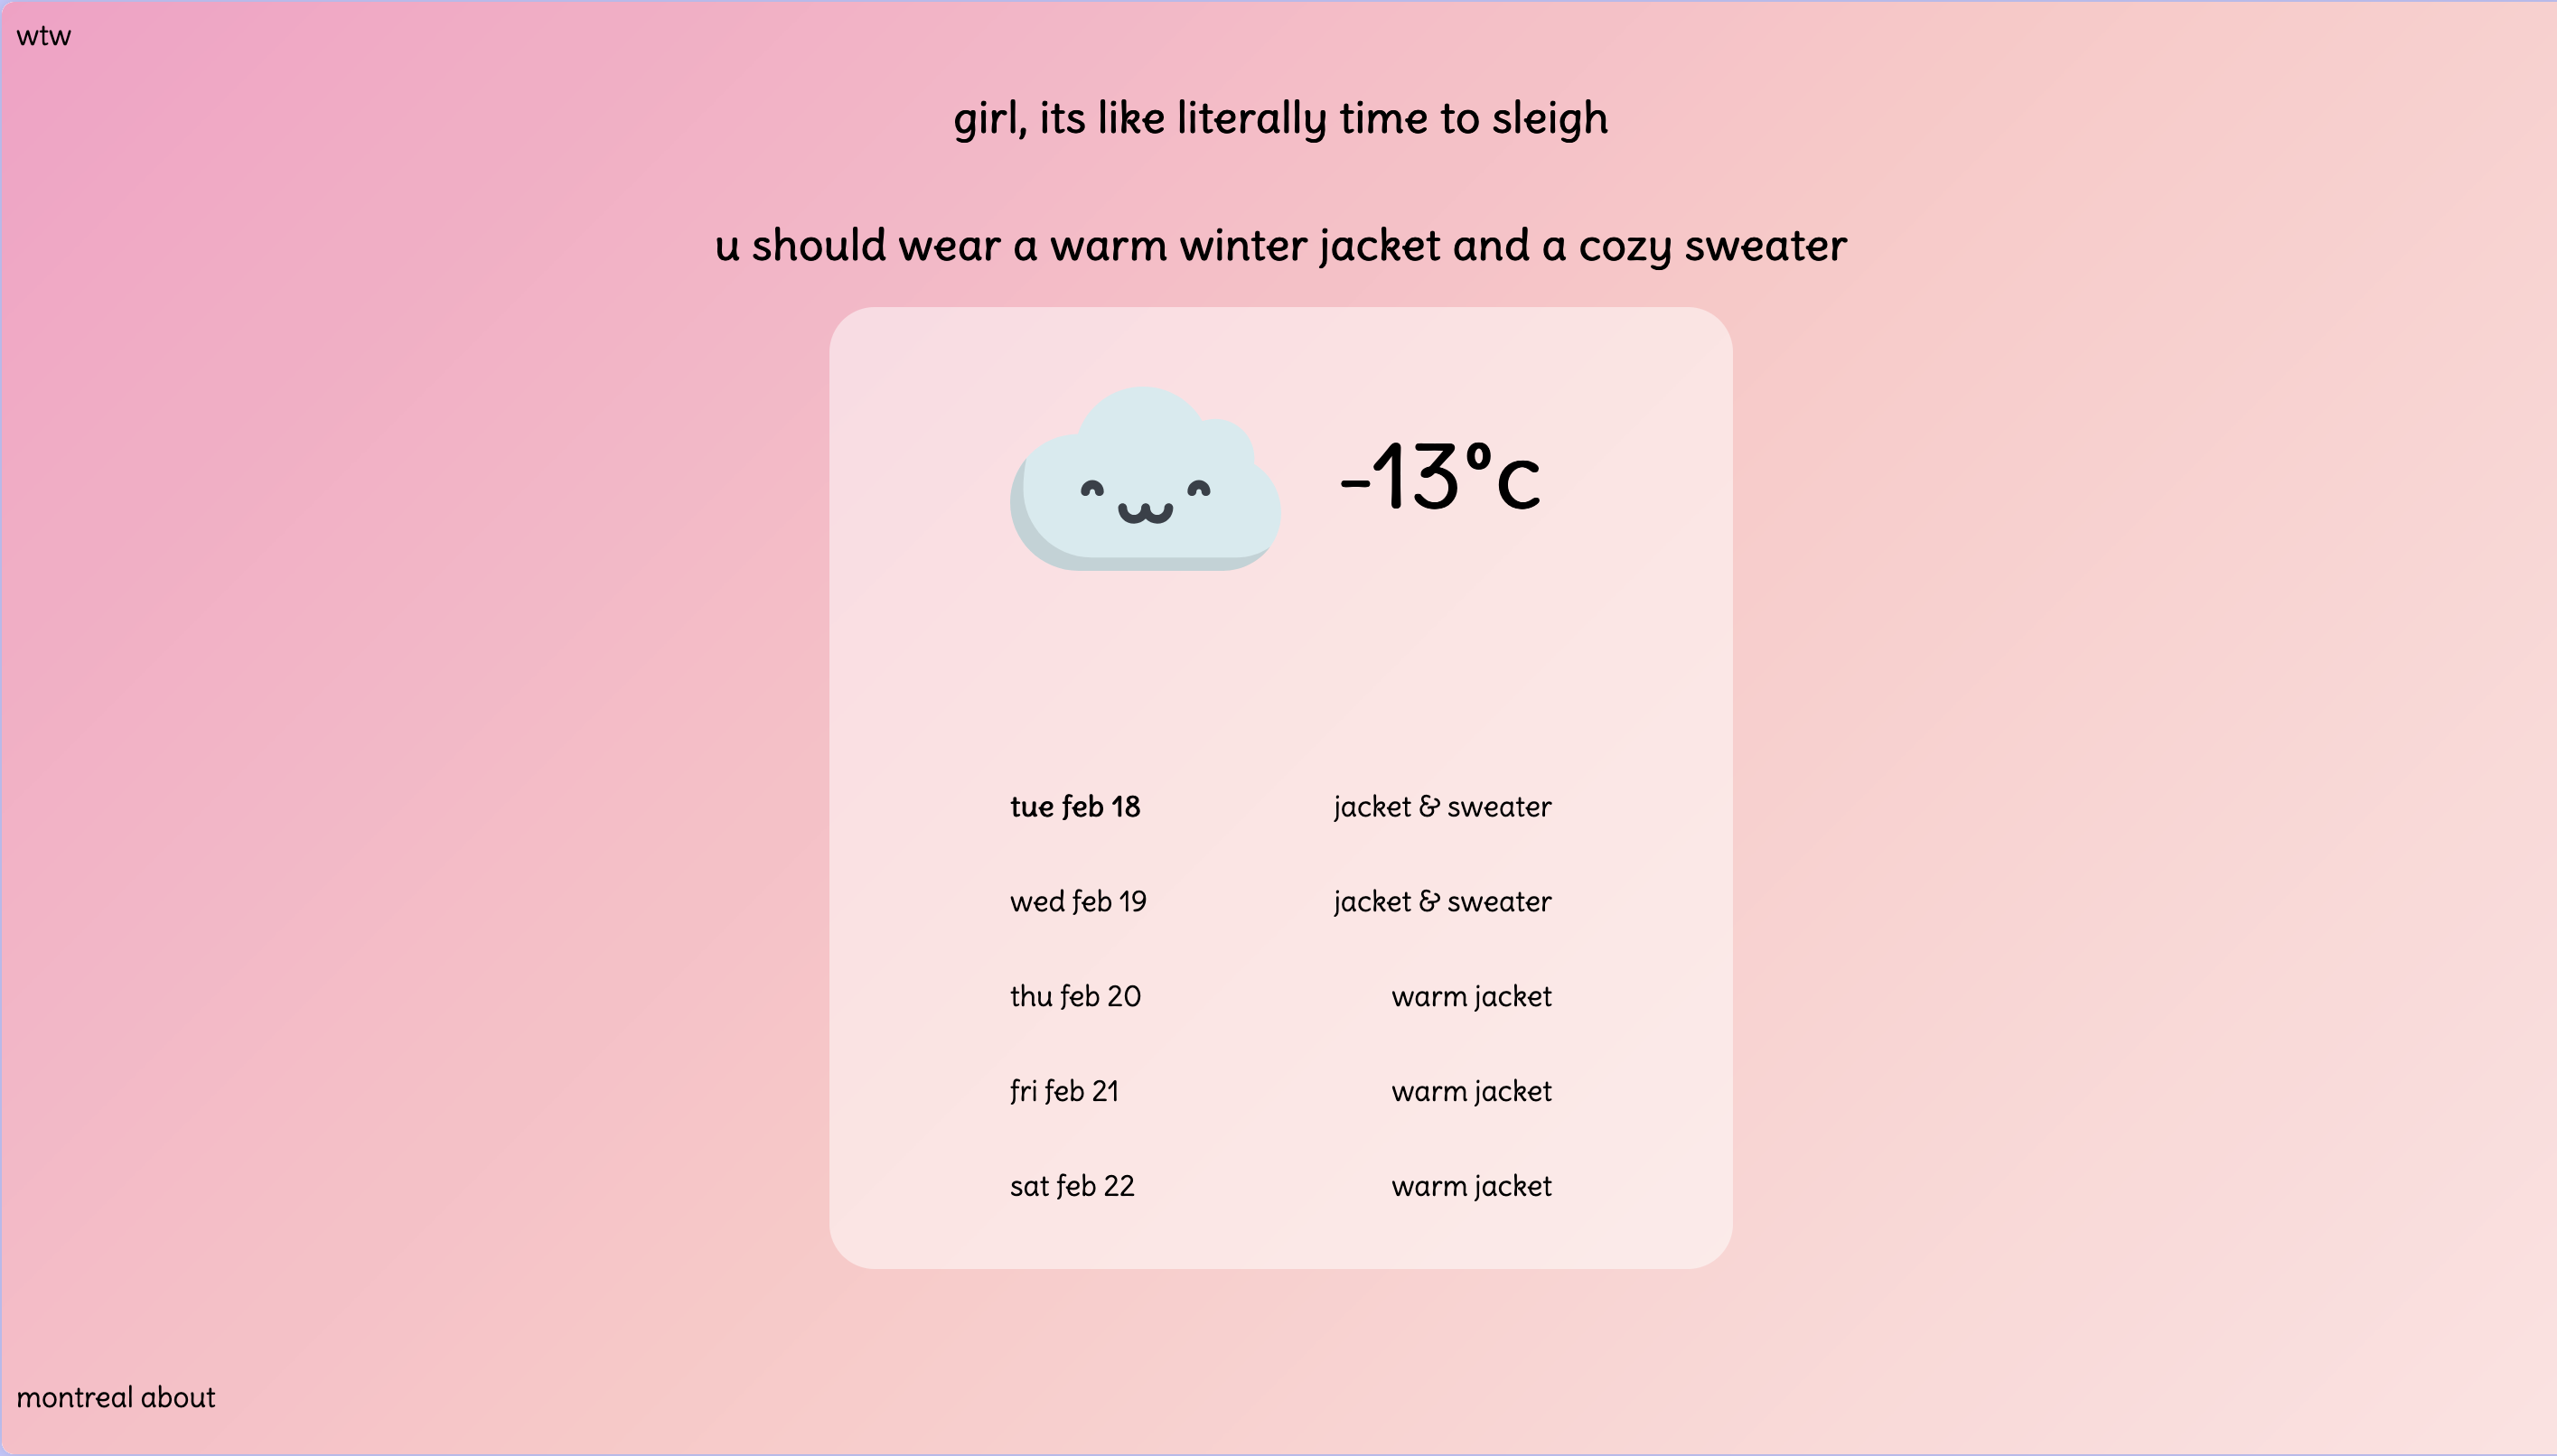 wtw
girl, its like literally time to sleigh
u should wear a warm winter jacket and a cozy sweater
-13°c
tue feb 18 jacket & sweater
wed feb 19 jacket & sweater
thu feb 20 warm jacket
fri feb 21 warm jacket
sat feb 22 warm jacket
montreal about